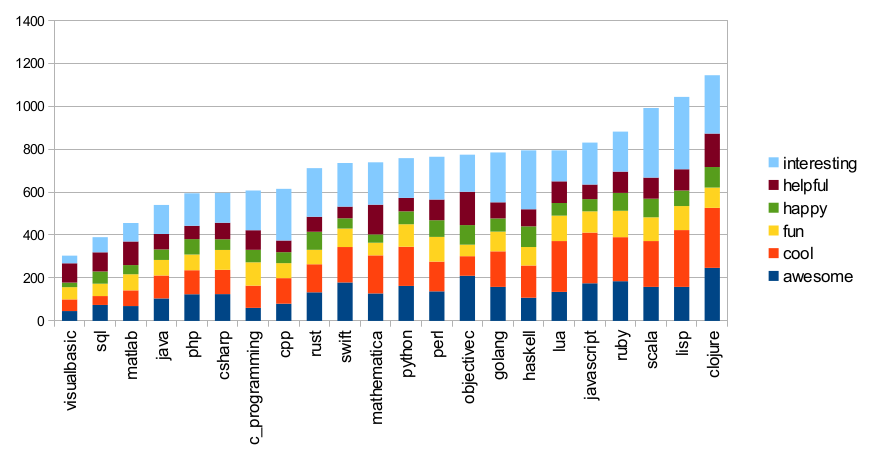 1400
1200
1000
800
600
400
200
0
visualbasic
sql
matlab
java
php
csharp
c_programming
cpp
rust
swift
mathematica
python
perl
objectivec
golang
haskell
lua
javascript
ruby
scala
lisp
clojure
interesting
helpful
happy
fun
cool
awesome